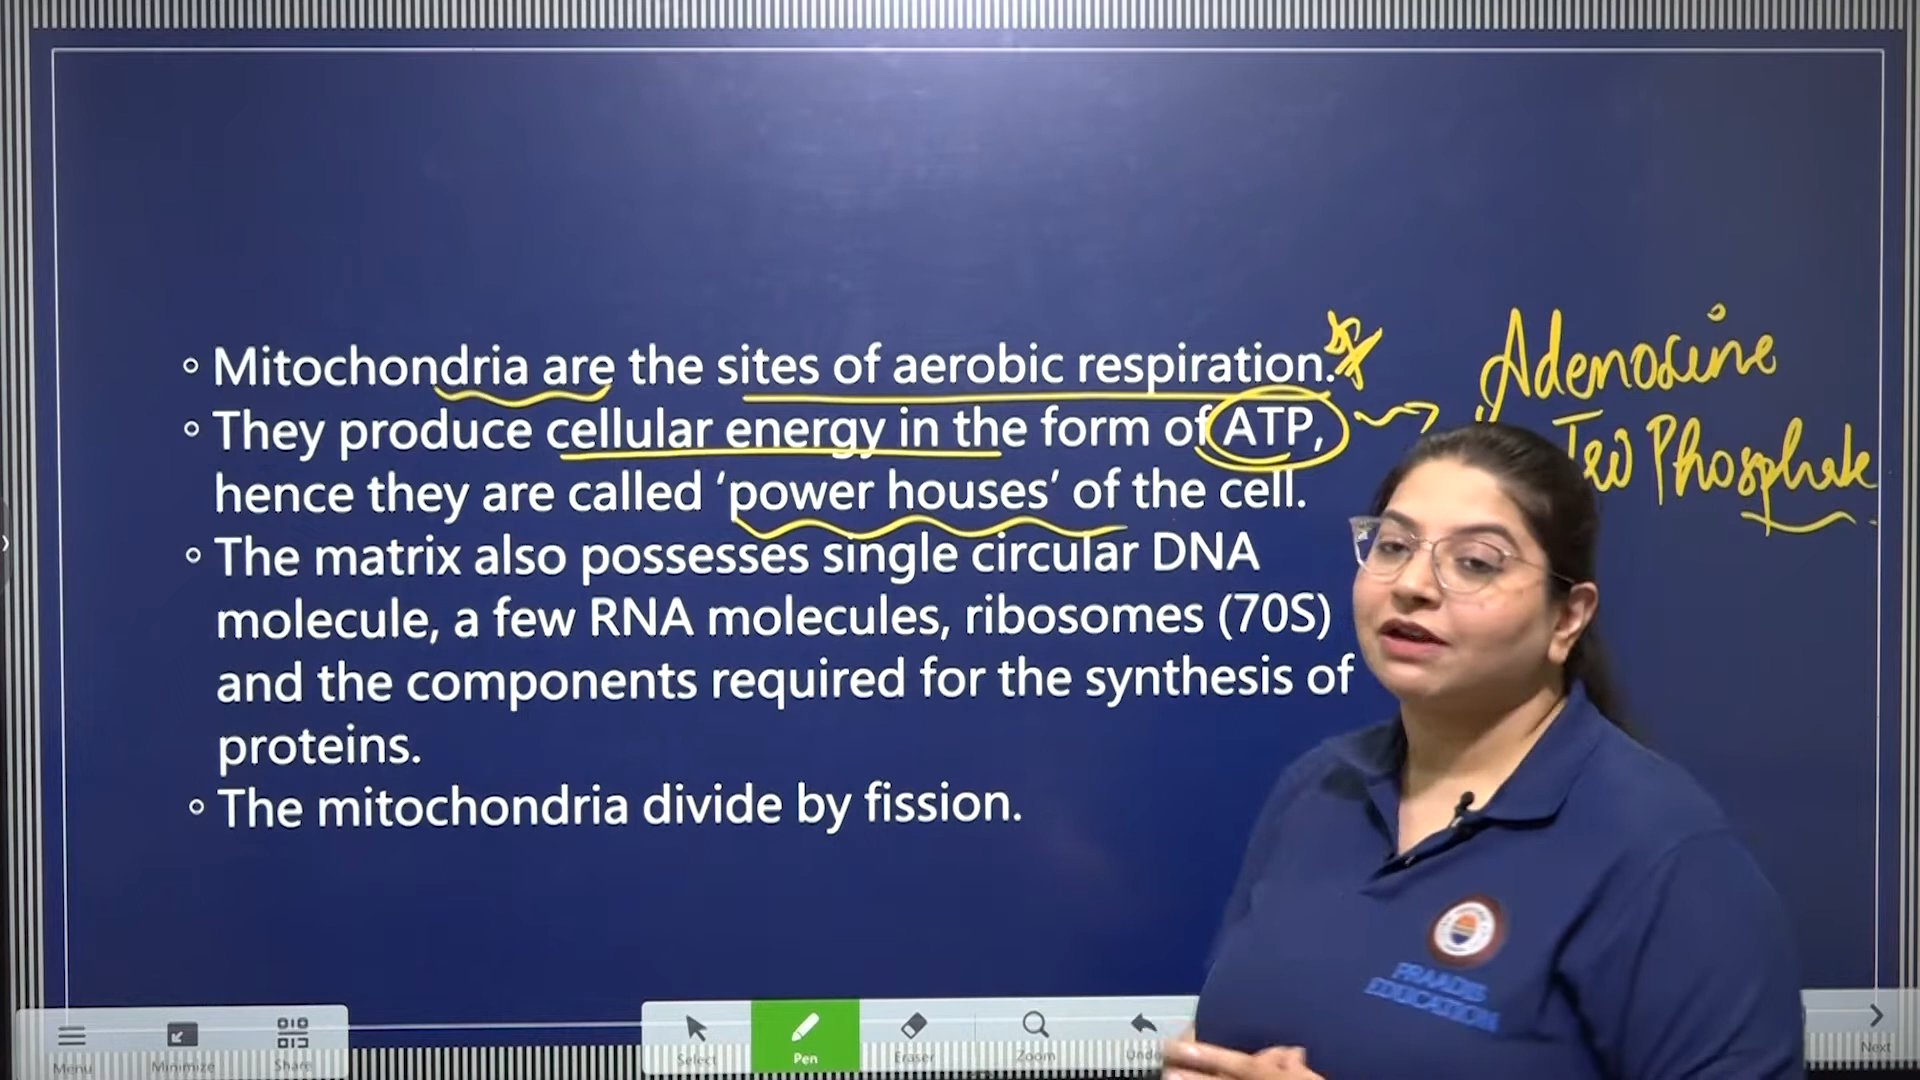 ◦ Mitochondria are the sites of aerobic respiration.
◦ They produce cellular energy in the form of ATP,
hence they are called ‘power houses’ of the cell.
◦ The matrix also possesses single circular DNA
molecule, a few RNA molecules, ribosomes (70S)
and the components required for the synthesis of
proteins.
◦ The mitochondria divide by fission.
Adenosine
Phosphate
PRAADIS
EDUCATION
Menu
Minimize
Share
Select
Pen
Eraser
Zoom
Undo
Next